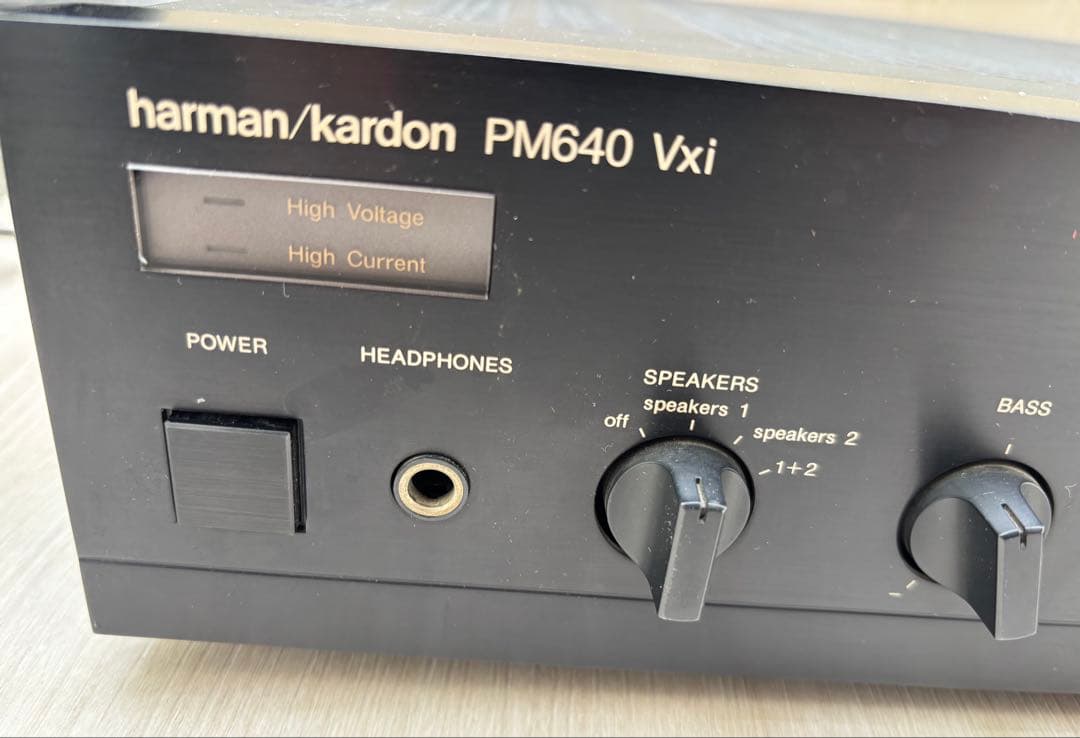 harman/kardon PM640 Vxi
High Voltage
High Current
POWER
HEADPHONES
SPEAKERS
off
speakers 1
speakers 2
1+2
BASS